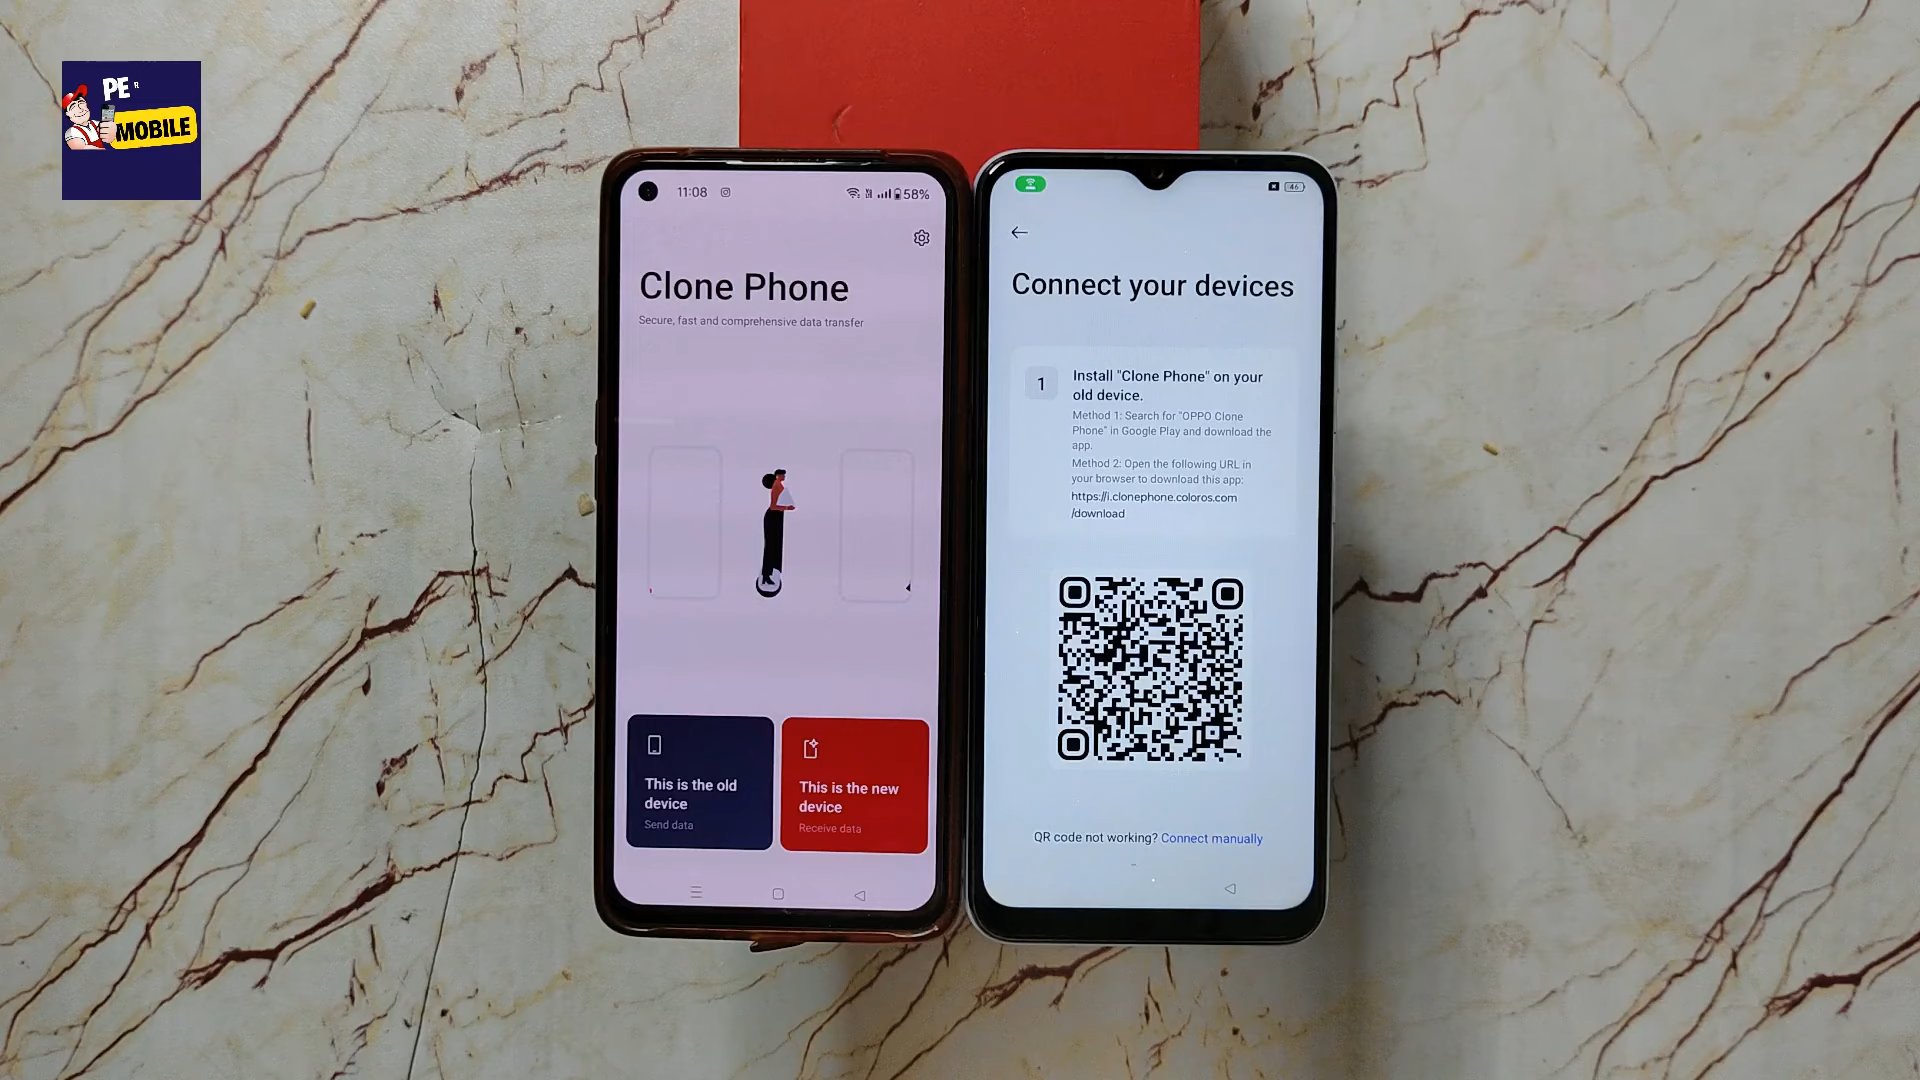 PE R
MOBILE
11:08
58%
Clone Phone
Secure, fast and comprehensive data transfer
This is the old
device
Send data
This is the new
device
Receive data
46
Connect your devices
1
Install "Clone Phone" on your
old device.
Method 1: Search for "OPPO Clone
Phone" in Google Play and download the
app.
Method 2: Open the following URL in
your browser to download this app:
https://i.clonephone.coloros.com
/download
QR code not working? Connect manually